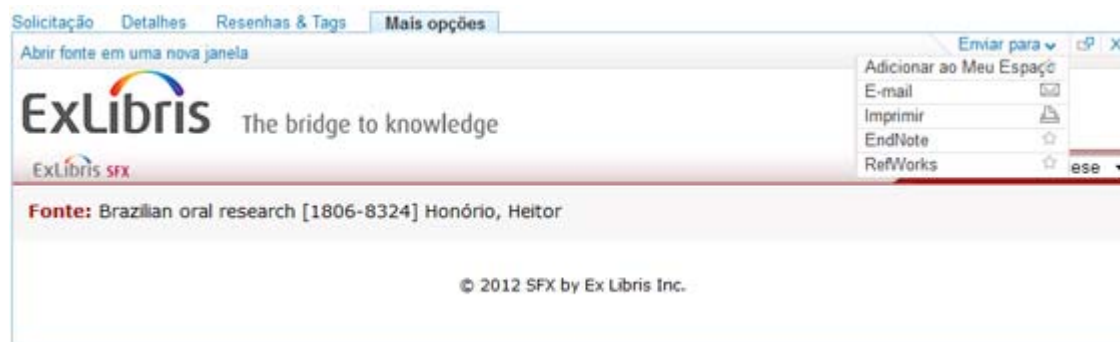 Solicitação Detalhes Resenhas & Tags Mais opções
Abrir fonte em uma nova janela Enviar para X
Adicionar ao Meu Espaço
E-mail
Imprimir
EndNote
RefWorks
ExLibris The bridge to knowledge
ExLibris SFX
ese
Fonte: Brazilian oral research [1806-8324] Honório, Heitor
© 2012 SFX by Ex Libris Inc.